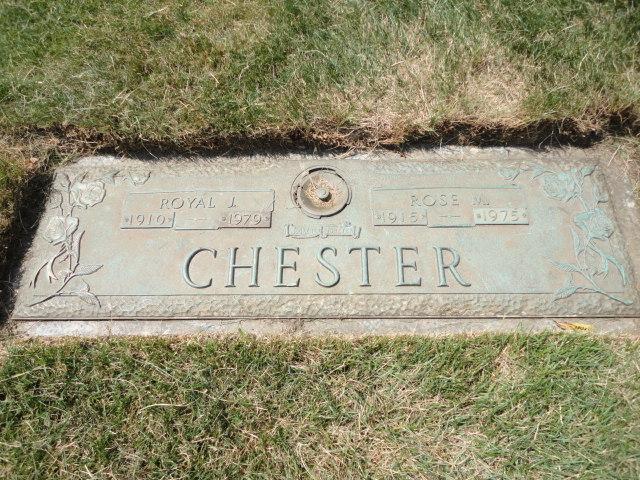 ROYAL J.
1910 — 1979
ROSE M.
1915 — 1975
CHESTER